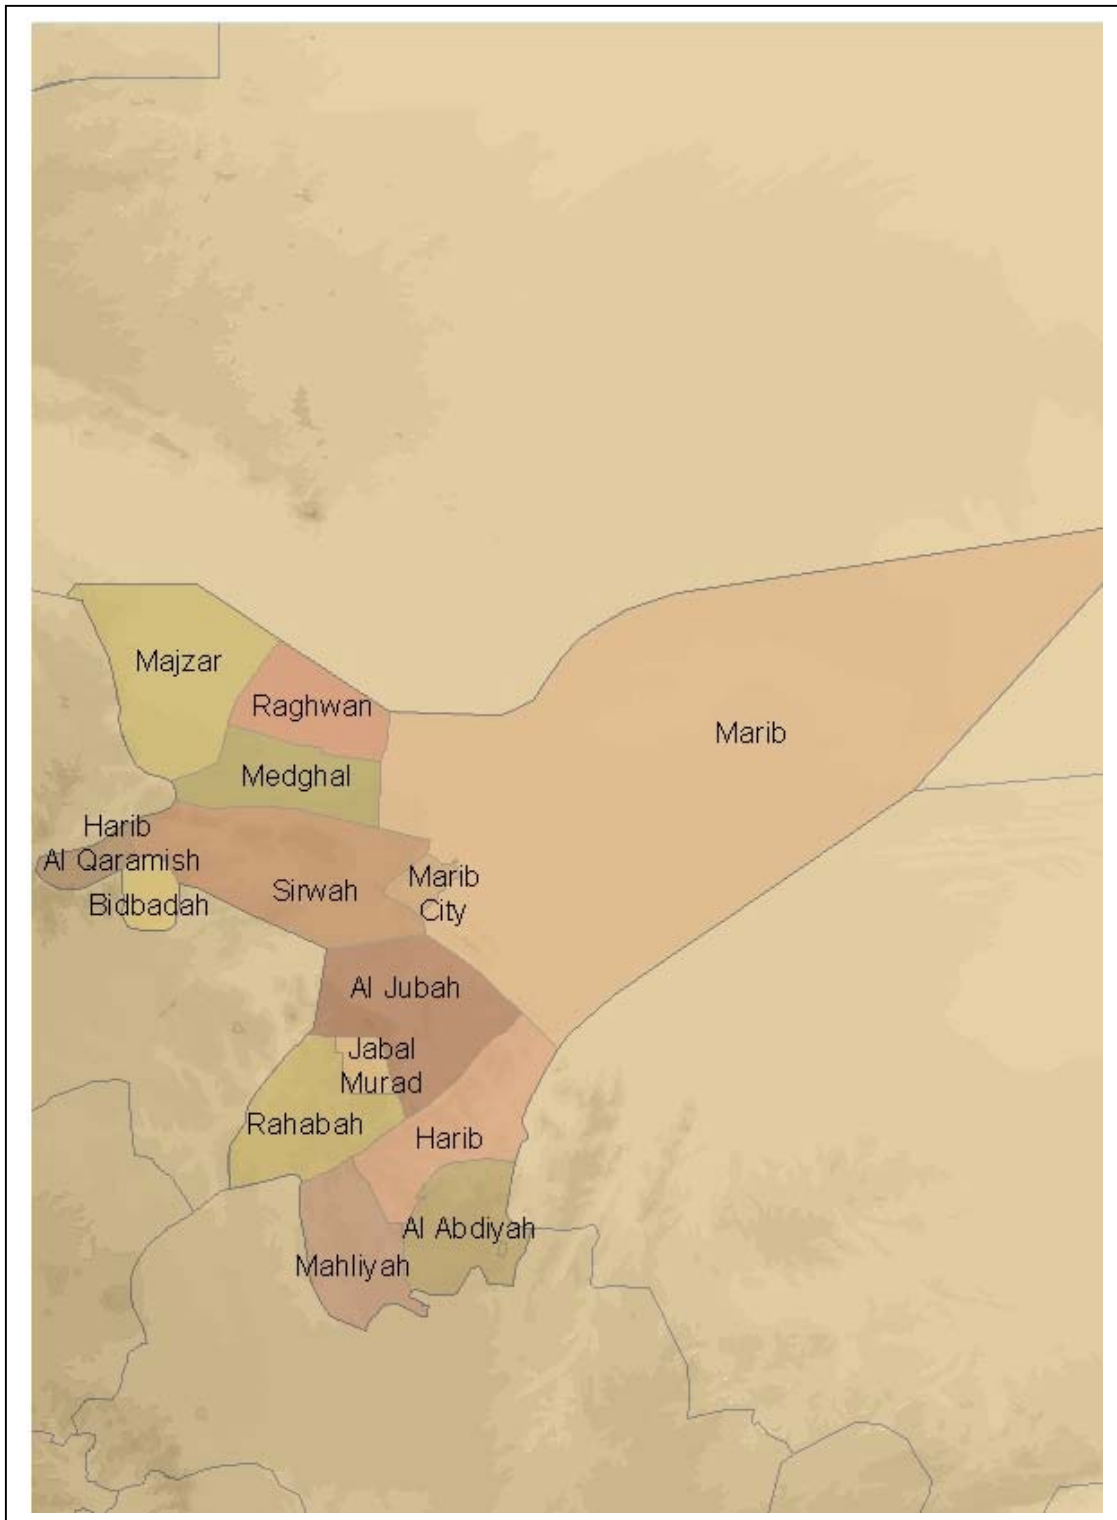 Majzar
Raghwan
Marib
Medghal
Harib
Al Qaramish
Bidbadah
Sirwah
Marib
City
Al Jubah
Jabal
Murad
Rahabah
Harib
Al Abdiyah
Mahliyah